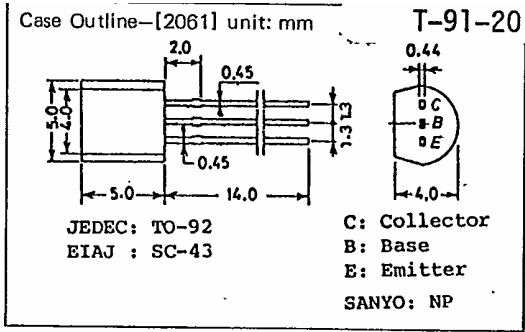 Case Outline—[2061] unit: mm
T-91-20
2.0
0.45
0.44
5.0
4.0
1.3
1.3
C
B
E
0.45
5.0
14.0
4.0
JEDEC: TO-92
EIAJ : SC-43
C: Collector
B: Base
E: Emitter
SANYO: NP